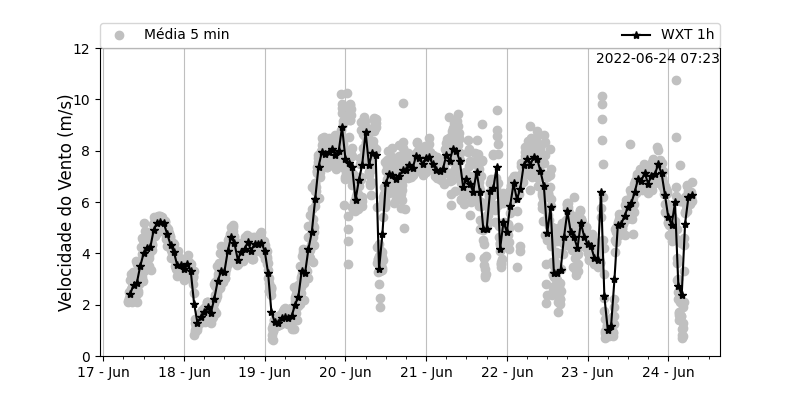 Média 5 min
WXT 1h
2022-06-24 07:23
Velocidade do Vento (m/s)
12
10
8
6
4
2
0
17 - Jun
18 - Jun
19 - Jun
20 - Jun
21 - Jun
22 - Jun
23 - Jun
24 - Jun